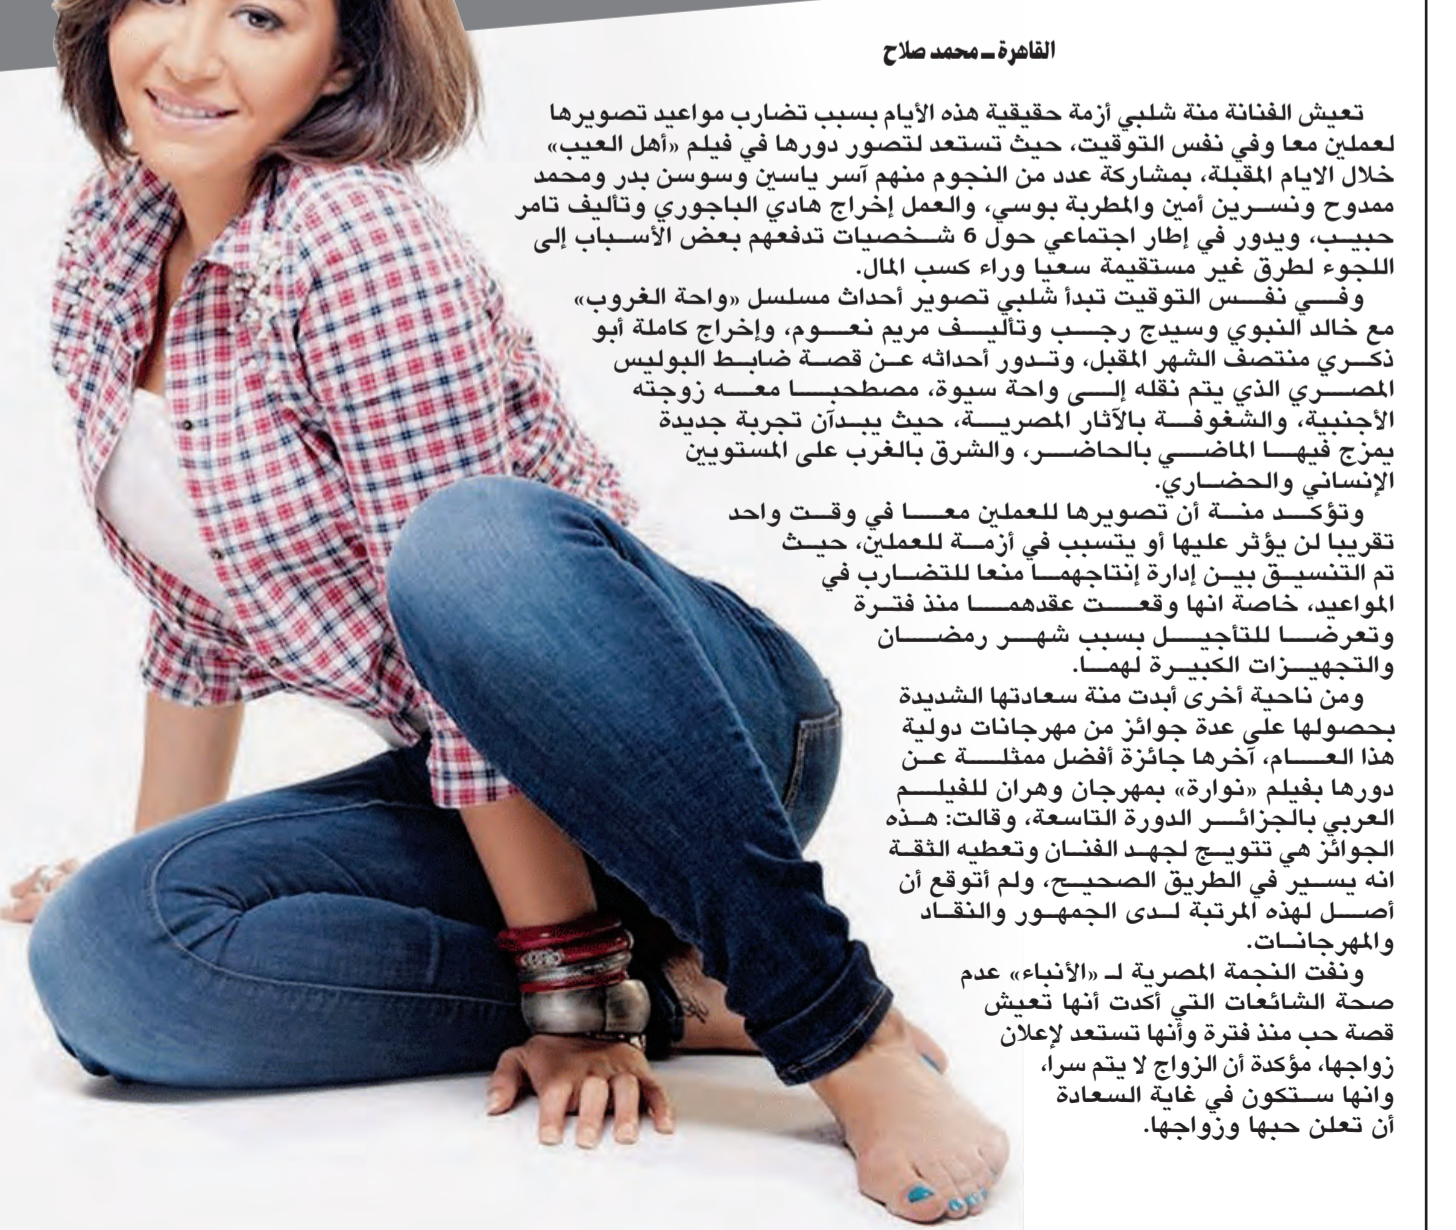 القاهرة ــ محمد صلاح
تعيش الفنانة منة شلبي أزمة حقيقية هذه الأيام بسبب تضارب مواعيد تصويرها
لعملين معا وفي نفس التوقيت، حيث تستعد لتصور دورها في فيلم «أهل العيب»
خلال الايام المقبلة، بمشاركة عدد من النجوم منهم آسر ياسين وسوسن بدر ومحمد
ممدوح ونسرين أمين والمطربة بوسي، والعمل إخراج هادي الباجوري وتأليف تامر
حبيب، ويدور في إطار اجتماعي حول 6 شخصيات تدفعهم بعض الأسباب إلى
اللجوء لطرق غير مستقيمة سعيا وراء كسب المال.
وفي نفس التوقيت تبدأ شلبي تصوير أحداث مسلسل «واحة الغروب»
مع خالد النبوي وسيدج رجب وتأليف مريم نعوم، وإخراج كاملة أبو
ذكري منتصف الشهر المقبل، وتدور أحداثه عن قصة ضابط البوليس
المصري الذي يتم نقله إلى واحة سيوة، مصطحبا معه زوجته
الأجنبية، والشغوفة بالآثار المصرية، حيث يبدآن تجربة جديدة
يمزج فيها الماضي بالحاضر، والشرق بالغرب على المستويين
الإنساني والحضاري.
وتؤكد منة أن تصويرها للعملين معا في وقت واحد
تقريبا لن يؤثر عليها أو يتسبب في أزمة للعملين، حيث
تم التنسيق بين إدارة إنتاجهما منعا للتضارب في
المواعيد، خاصة انها وقعت عقدهما منذ فترة
وتعرضا للتأجيل بسبب شهر رمضان
والتجهيزات الكبيرة لهما.
ومن ناحية أخرى أبدت منة سعادتها الشديدة
بحصولها على عدة جوائز من مهرجانات دولية
هذا العام، آخرها جائزة أفضل ممثلة عن
دورها بفيلم «نوارة» بمهرجان وهران للفيلم
العربي بالجزائر الدورة التاسعة، وقالت: هذه
الجوائز هي تتويج لجهد الفنان وتعطيه الثقة
انه يسير في الطريق الصحيح، ولم أتوقع أن
أصل لهذه المرتبة لدى الجمهور والنقاد
والمهرجانات.
ونفت النجمة المصرية لـ «الأنباء» عدم
صحة الشائعات التي أكدت أنها تعيش
قصة حب منذ فترة وأنها تستعد لإعلان
زواجها، مؤكدة أن الزواج لا يتم سرا،
وانها ستكون في غاية السعادة
أن تعلن حبها وزواجها.